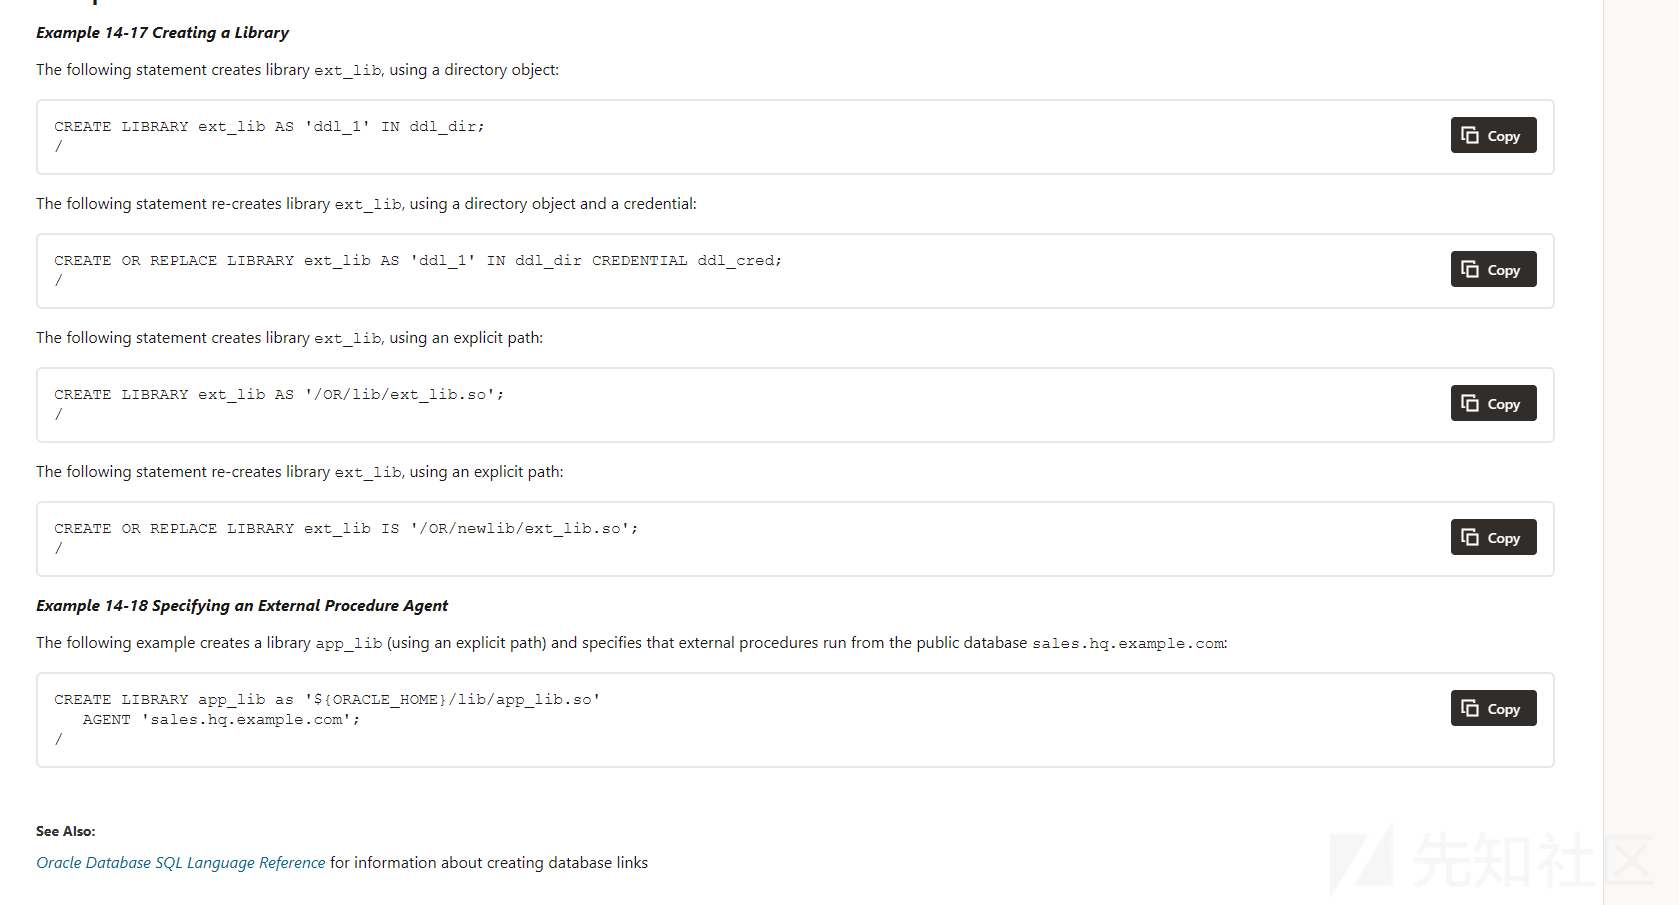 Example 14-17 Creating a Library
The following statement creates library ext_lib, using a directory object:
CREATE LIBRARY ext_lib AS 'ddl_1' IN ddl_dir;
/
Copy
The following statement re-creates library ext_lib, using a directory object and a credential:
CREATE OR REPLACE LIBRARY ext_lib AS 'ddl_1' IN ddl_dir CREDENTIAL ddl_cred;
/
Copy
The following statement creates library ext_lib, using an explicit path:
CREATE LIBRARY ext_lib AS '/OR/lib/ext_lib.so';
/
Copy
The following statement re-creates library ext_lib, using an explicit path:
CREATE OR REPLACE LIBRARY ext_lib IS '/OR/newlib/ext_lib.so';
/
Copy
Example 14-18 Specifying an External Procedure Agent
The following example creates a library app_lib (using an explicit path) and specifies that external procedures run from the public database sales.hq.example.com:
CREATE LIBRARY app_lib as '${ORACLE_HOME}/lib/app_lib.so'
AGENT 'sales.hq.example.com';
/
Copy
See Also:
Oracle Database SQL Language Reference for information about creating database links
先知社区